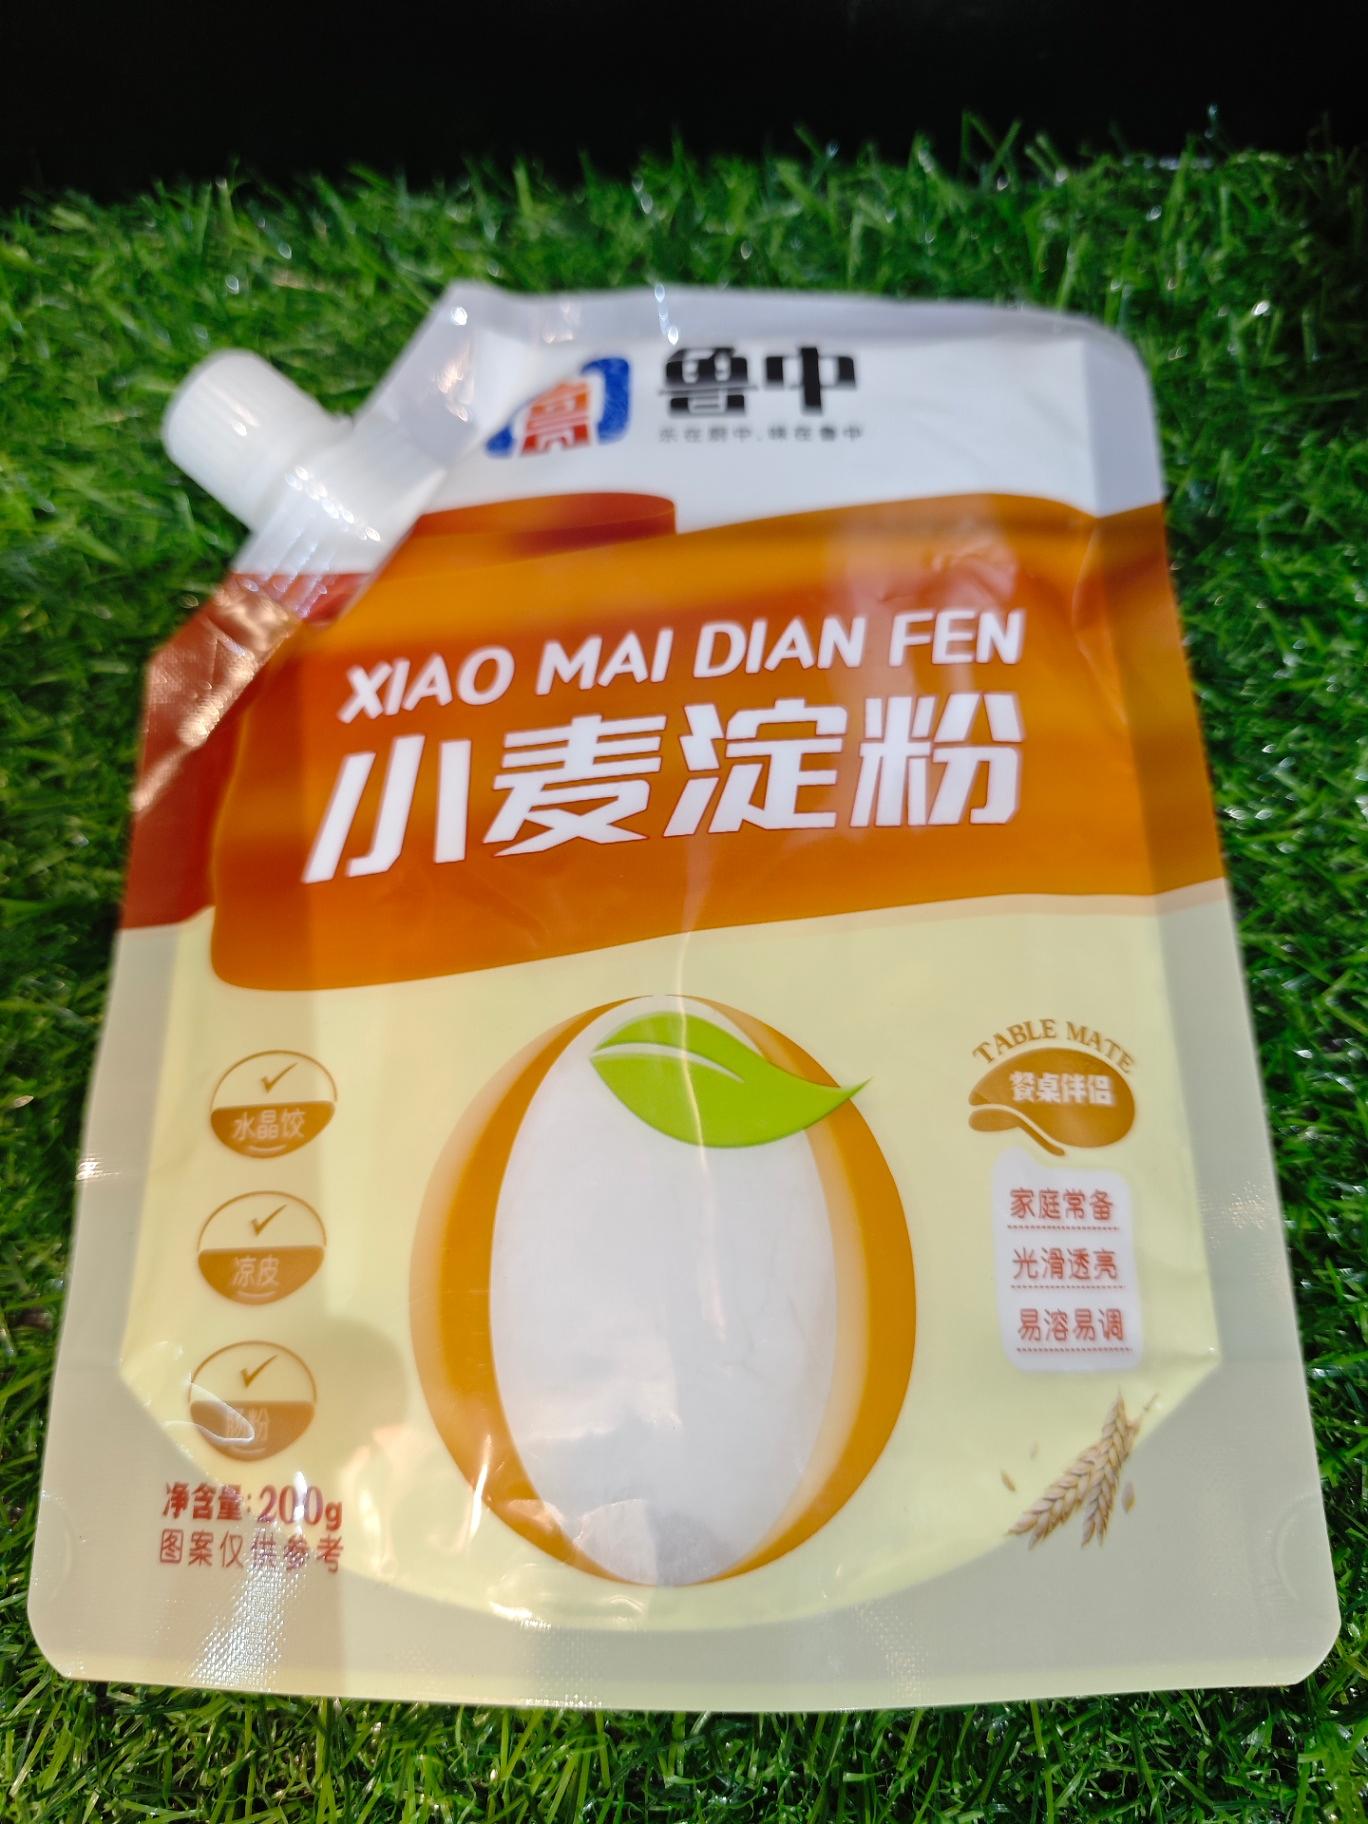 鲁中
乐在厨中,味在鲁中
XIAO MAI DIAN FEN
小麦淀粉
TABLE MATE
餐桌伴侣
水晶饺
家庭常备
凉皮
光滑透亮
易溶易调
肠粉
净含量:200g
图案仅供参考